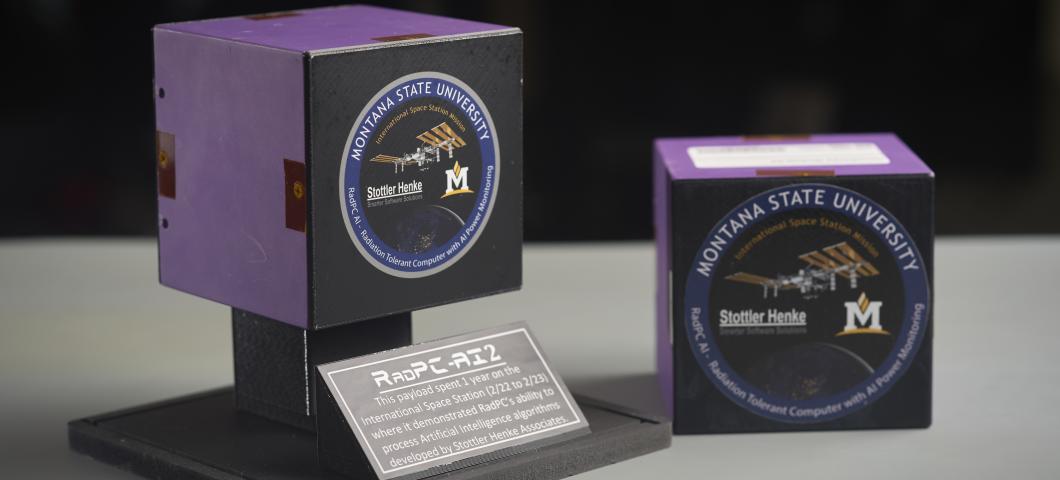 MONTANA STATE UNIVERSITY
International Space Station Mission
Stottler Henke
Smarter Software Solutions
M
RadPC AI - Radiation Tolerant Computer with AI Power Monitoring
RADPC-AI2
This payload spent 1 year on the
International Space Station (2/22 to 2/23)
where it demonstrated RadPC's ability to
process Artificial Intelligence algorithms
developed by Stottler Henke Associates.
MONTANA STATE UNIVERSITY
International Space Station Mission
Stottler Henke
Smarter Software Solutions
M
RadPC AI - Radiation Tolerant Computer with AI Power Monitoring